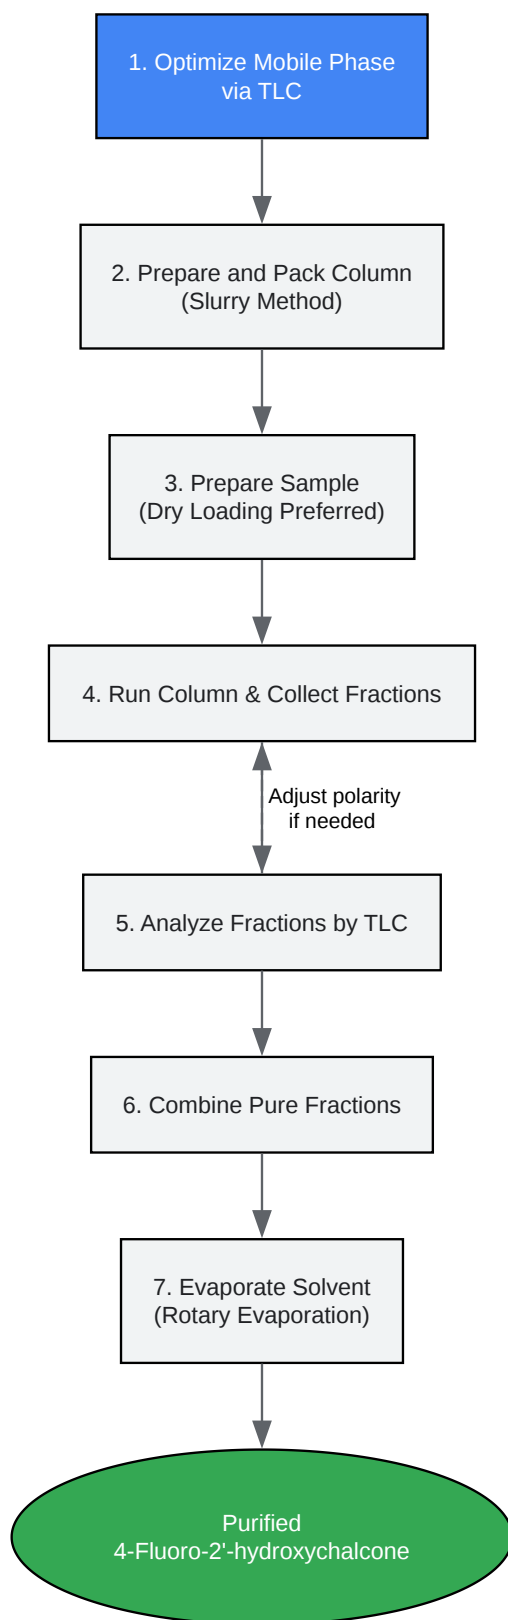 1. Optimize Mobile Phase
via TLC
2. Prepare and Pack Column
(Slurry Method)
3. Prepare Sample
(Dry Loading Preferred)
4. Run Column & Collect Fractions
Adjust polarity
if needed
5. Analyze Fractions by TLC
6. Combine Pure Fractions
7. Evaporate Solvent
(Rotary Evaporation)
Purified
4-Fluoro-2'-hydroxychalcone